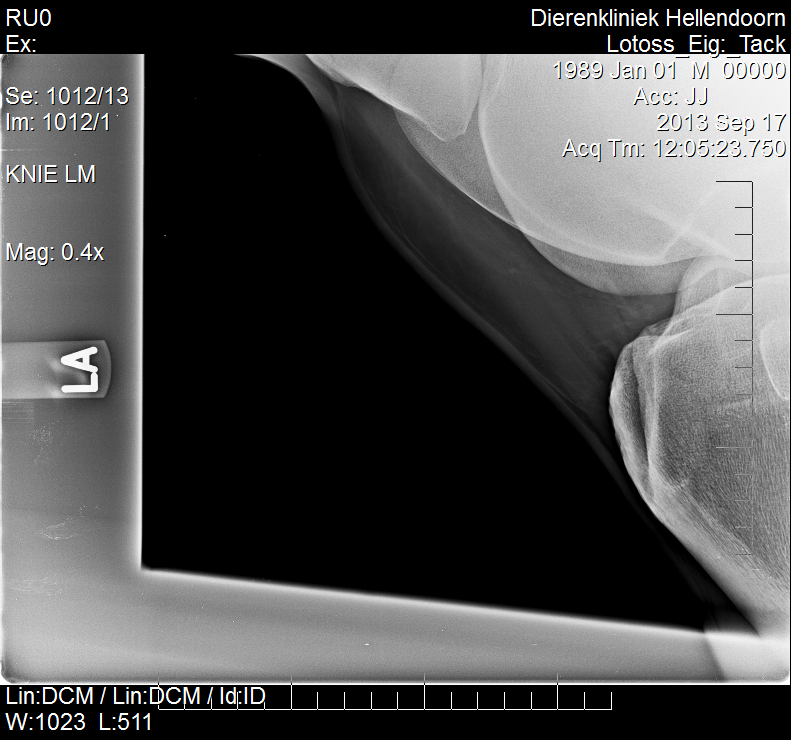 RU0
Ex:
Dierenkliniek Hellendoorn
Lotoss_Eig:_Tack
1989 Jan 01 M 00000
Acc: JJ
2013 Sep 17
Acq Tm: 12:05:23.750
Se: 1012/13
Im: 1012/1
KNIE LM
Mag: 0.4x
LA
Lin:DCM / Lin:DCM / Id:ID
W:1023 L:511